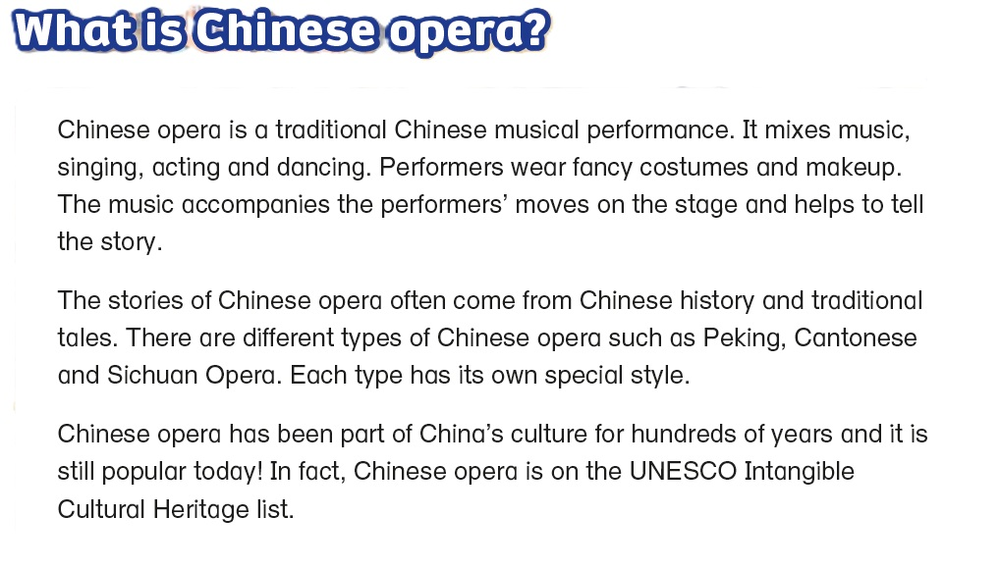 What is Chinese opera?
Chinese opera is a traditional Chinese musical performance. It mixes music,
singing, acting and dancing. Performers wear fancy costumes and makeup.
The music accompanies the performers’ moves on the stage and helps to tell
the story.
The stories of Chinese opera often come from Chinese history and traditional
tales. There are different types of Chinese opera such as Peking, Cantonese
and Sichuan Opera. Each type has its own special style.
Chinese opera has been part of China’s culture for hundreds of years and it is
still popular today! In fact, Chinese opera is on the UNESCO Intangible
Cultural Heritage list.